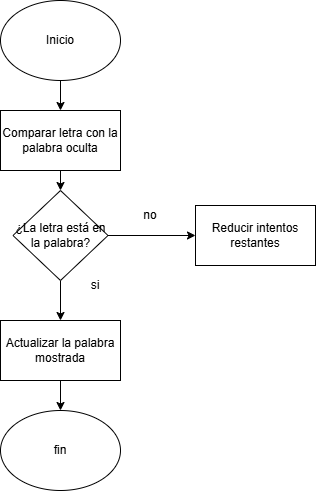 Inicio
Comparar letra con la
palabra oculta
¿La letra está en
la palabra?
no
Reducir intentos
restantes
si
Actualizar la palabra
mostrada
fin